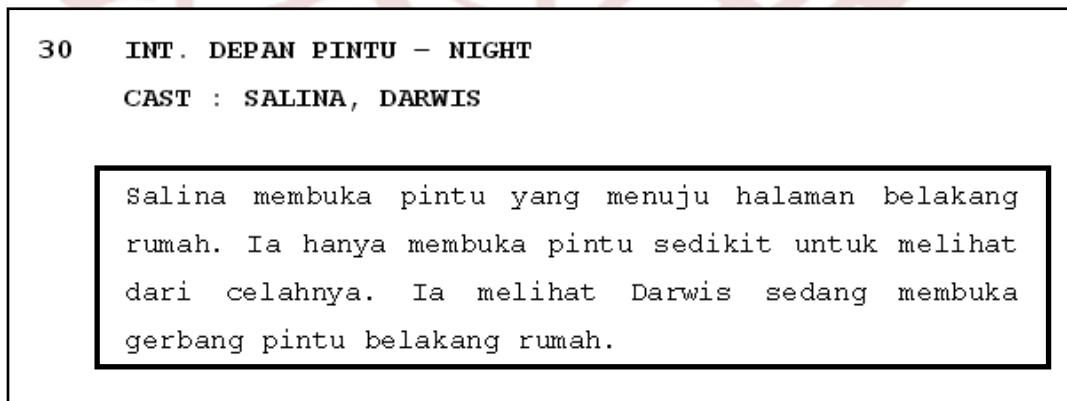 30 INT. DEPAN PINTU – NIGHT
CAST : SALINA, DARWIS
Salina membuka pintu yang menuju halaman belakang
rumah. Ia hanya membuka pintu sedikit untuk melihat
dari celahnya. Ia melihat Darwis sedang membuka
gerbang pintu belakang rumah.